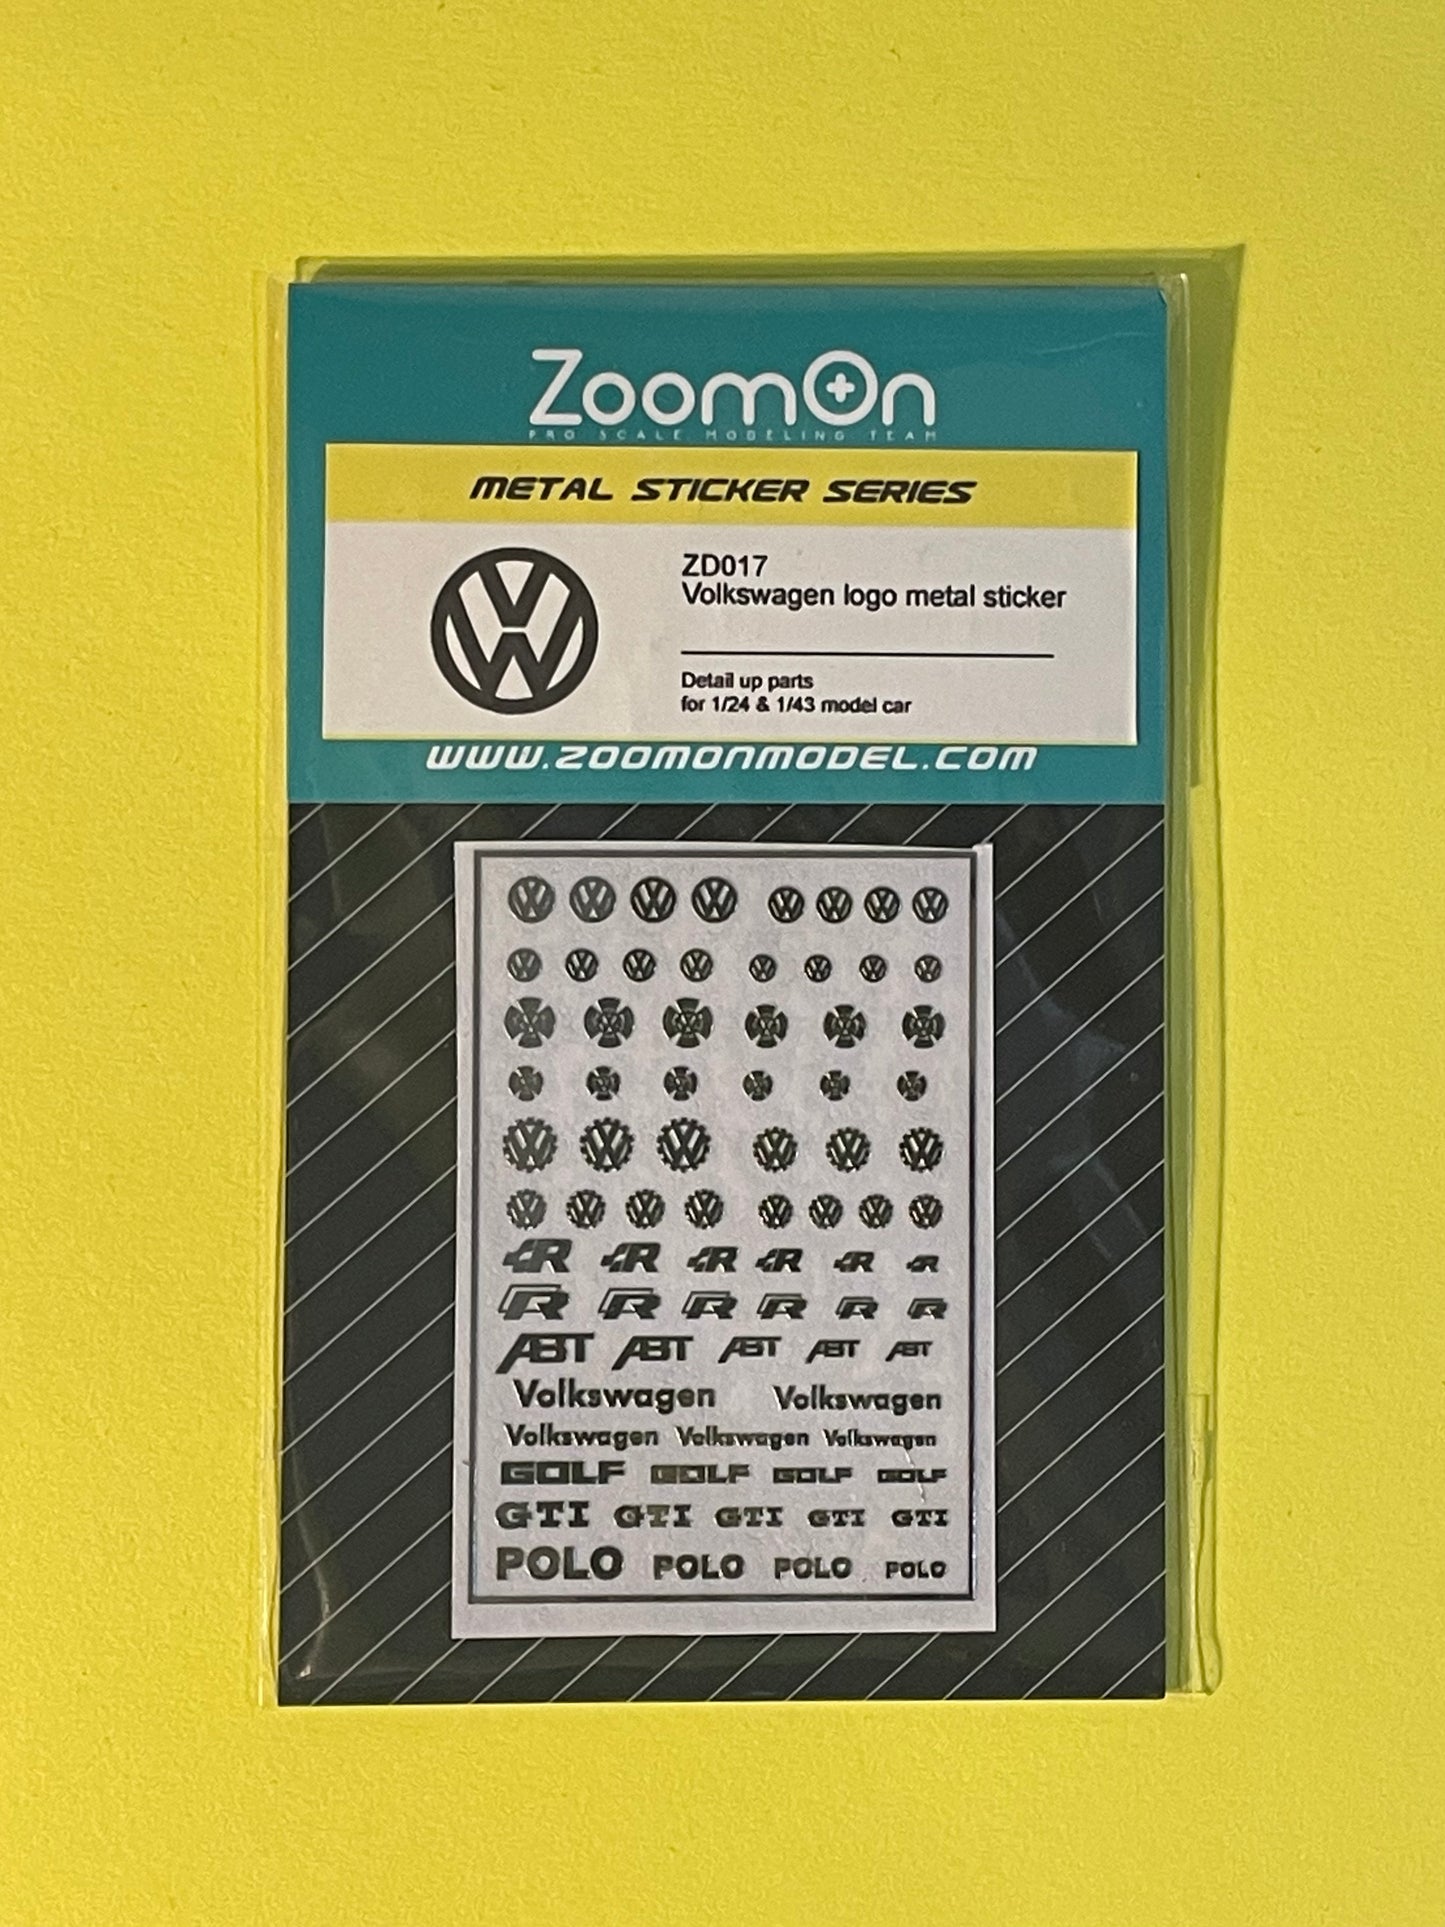 ZoomOn
PRO SCALE MODELING TEAM
METAL STICKER SERIES
ZD017
Volkswagen logo metal sticker
Detail up parts
for 1/24 & 1/43 model car
www.zoomonmodel.com
R R R R R R
R R R R R R
ABT ABT ABT ABT ABT
Volkswagen Volkswagen
Volkswagen Volkswagen Volkswagen
GOLF GOLF GOLF GOLF
GTI GTI GTI GTI GTI
POLO POLO POLO POLO